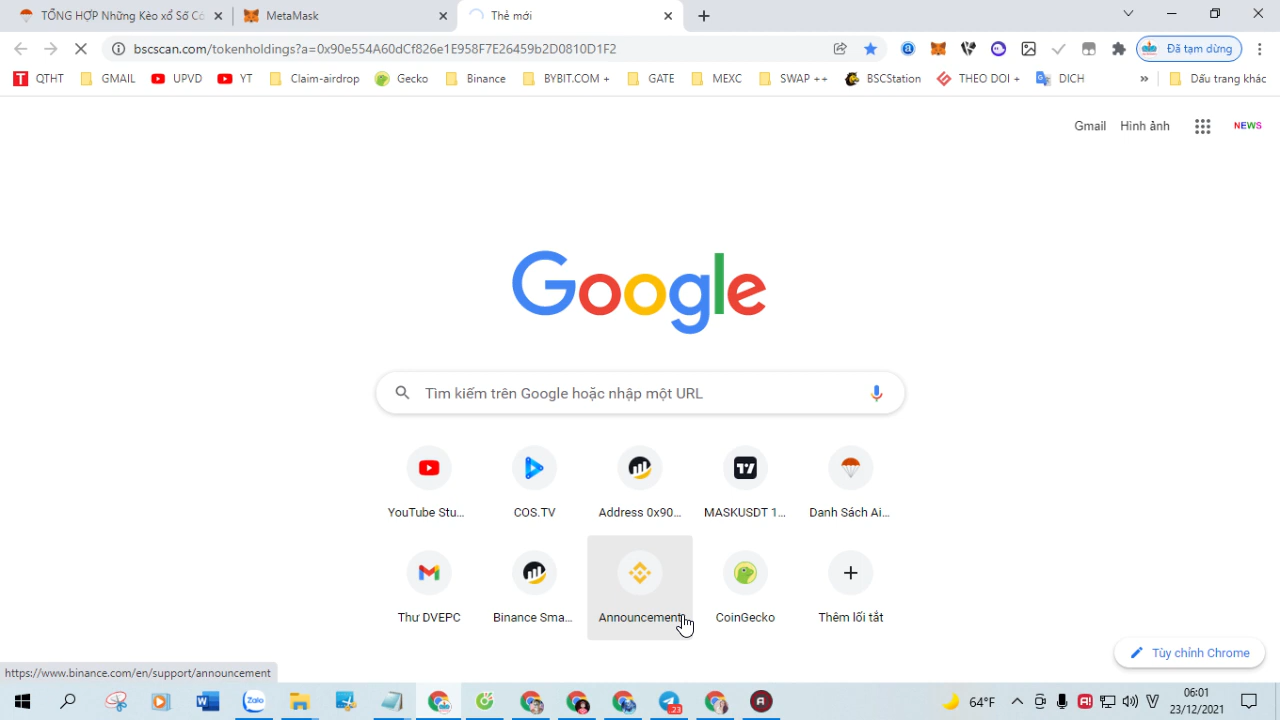 TỔNG HỢP Những Kèo xổ Số Cơ
MetaMask
Thẻ mới
bscscan.com/tokenholdings?a=0x90e554A60dCf826e1E958F7E26459b2D0810D1F2
Đã tạm dừng
QTHT
GMAIL
UPVD
YT
Claim-airdrop
Gecko
Binance
BYBIT.COM +
GATE
MEXC
SWAP ++
BSCStation
THEO DOI +
DICH
»
Dấu trang khác
Gmail
Hình ảnh
NEWS
Google
Tìm kiếm trên Google hoặc nhập một URL
YouTube Stu...
COS.TV
Address 0x90...
MASKUSDT 1...
Danh Sách Ai...
Thư DVEPC
Binance Sma...
Announcement
CoinGecko
Thêm lối tắt
Tùy chỉnh Chrome
https://www.binance.com/en/support/announcement
Zalo
23
64°F
06:01
23/12/2021